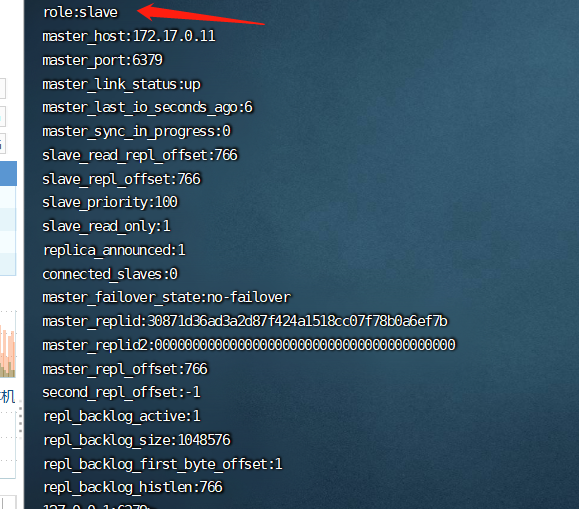 role:slave
master_host:172.17.0.11
master_port:6379
master_link_status:up
master_last_io_seconds_ago:6
master_sync_in_progress:0
slave_read_repl_offset:766
slave_repl_offset:766
slave_priority:100
slave_read_only:1
replica_announced:1
connected_slaves:0
master_failover_state:no-failover
master_replid:30871d36ad3a2d87f424a1518cc07f78b0a6ef7b
master_replid2:0000000000000000000000000000000000000000
master_repl_offset:766
second_repl_offset:-1
repl_backlog_active:1
repl_backlog_size:1048576
repl_backlog_first_byte_offset:1
repl_backlog_histlen:766
机